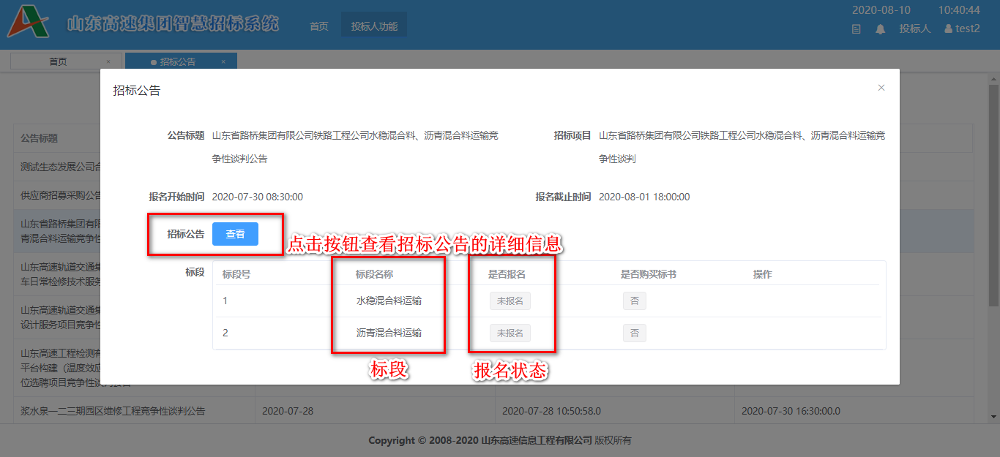 山东高速集团智慧招标系统
首页
投标人功能
2020-08-10 10:40:44
投标人 test2
首页 ×
招标公告 ×
招标公告 ×
公告标题 山东省路桥集团有限公司铁路工程公司水稳混合料、沥青混合料运输竞
争性谈判公告
招标项目 山东省路桥集团有限公司铁路工程公司水稳混合料、沥青混合料运输竞
争性谈判
报名开始时间 2020-07-30 08:30:00
报名截止时间 2020-08-01 18:00:00
招标公告 查看
点击按钮查看招标公告的详细信息
标段
标段号 标段名称 是否报名 是否购买标书 操作
1 水稳混合料运输 未报名 否
2 沥青混合料运输 未报名 否
标段
报名状态
公告标题
测试生态发展公司合
供应商招募采购公告
山东省路桥集团有限
青混合料运输竞争性
山东高速轨道交通集
车日常检修技术服务
山东高速轨道交通集
设计服务项目竞争性
山东高速工程检测有
平台构建（温度效应
位选聘项目竞争性谈判公告
浆水泉一二三期园区维修工程竞争性谈判公告 2020-07-28 2020-07-28 10:50:58.0 2020-07-30 16:30:00.0
Copyright © 2008-2020 山东高速信息工程有限公司 版权所有